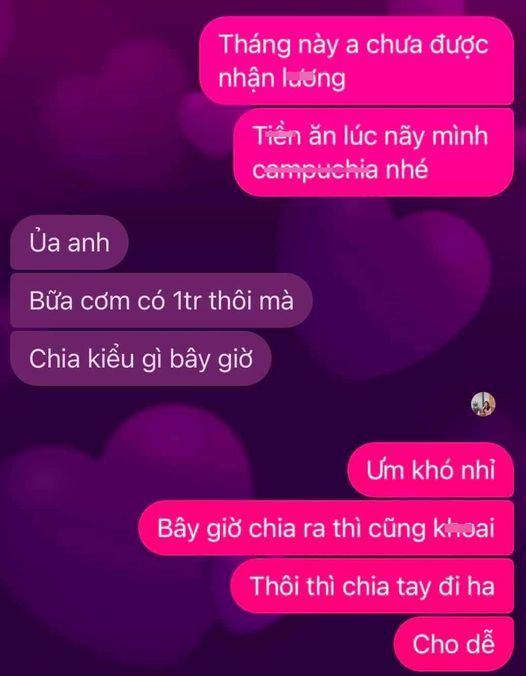 Tháng này a chưa được
nhận lương
Tiền ăn lúc nãy mình
campuchia nhé
Ủa anh
Bữa cơm có 1tr thôi mà
Chia kiểu gì bây giờ
Ưm khó nhỉ
Bây giờ chia ra thì cũng khoai
Thôi thì chia tay đi ha
Cho dễ